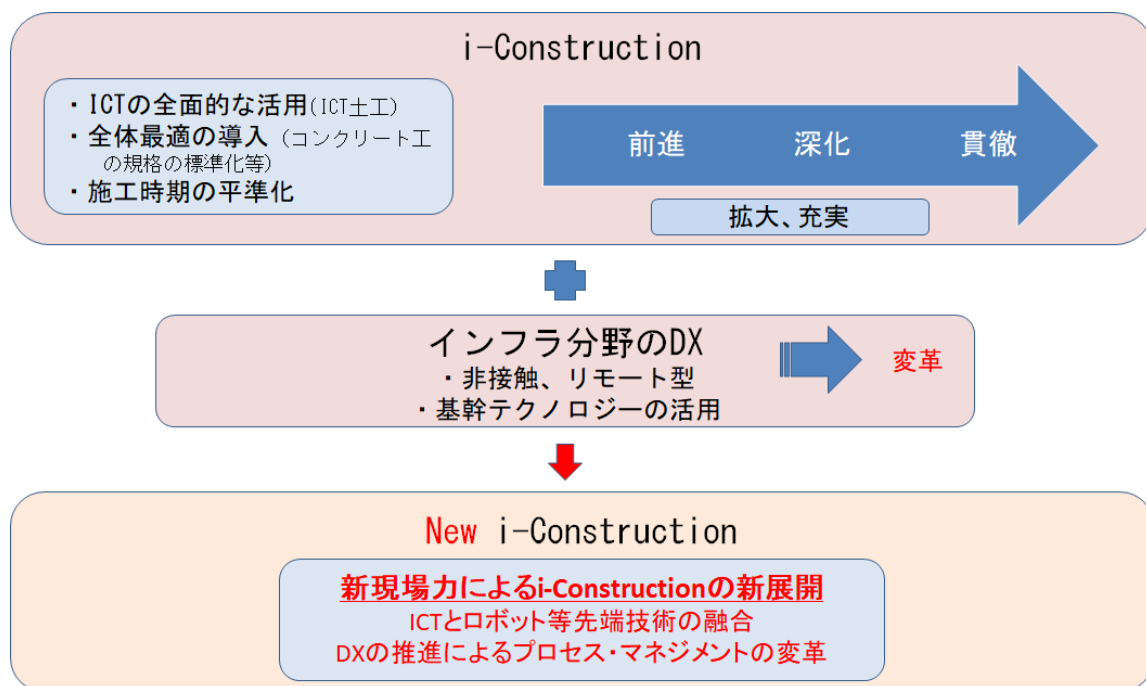 i-Construction
・ICTの全面的な活用(ICT土工)
・全体最適の導入（コンクリート工
の規格の標準化等)
・施工時期の平準化
前進 深化 貫徹
拡大、充実
インフラ分野のDX
・非接触、リモート型
・基幹テクノロジーの活用
変革
New i-Construction
新現場力によるi-Constructionの新展開
ICTとロボット等先端技術の融合
DXの推進によるプロセス・マネジメントの変革